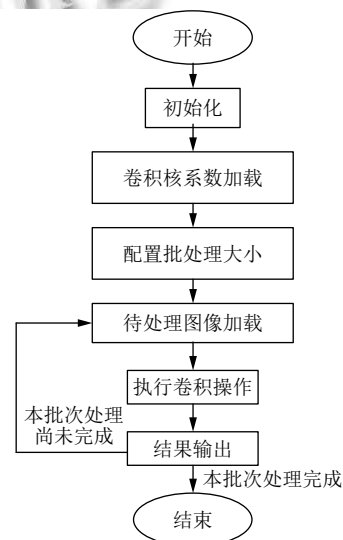 开始
初始化
卷积核系数加载
配置批处理大小
待处理图像加载
执行卷积操作
本批次处理
尚未完成
结果输出
本批次处理完成
结束